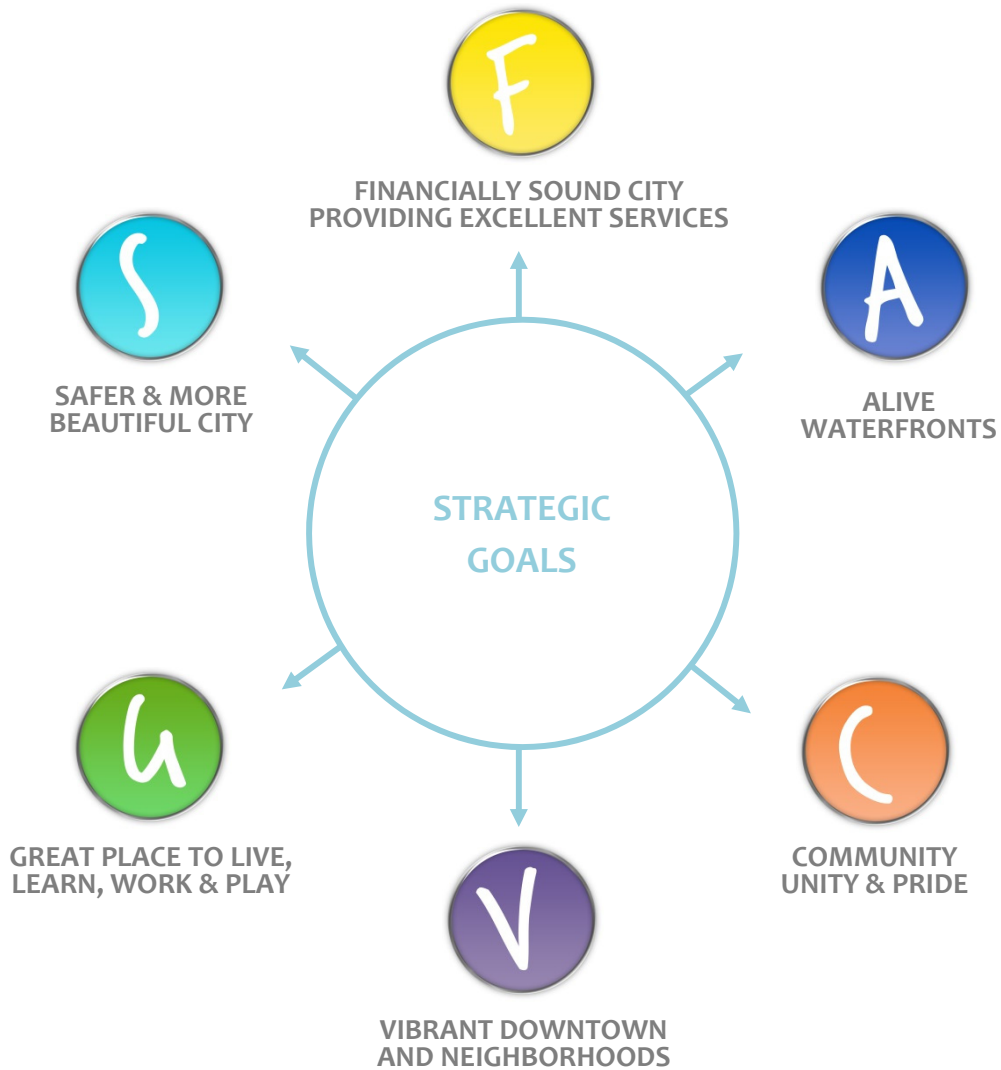 F
FINANCIALLY SOUND CITY
PROVIDING EXCELLENT SERVICES
S
SAFER & MORE
BEAUTIFUL CITY
A
ALIVE
WATERFRONTS
STRATEGIC
GOALS
G
GREAT PLACE TO LIVE,
LEARN, WORK & PLAY
C
COMMUNITY
UNITY & PRIDE
V
VIBRANT DOWNTOWN
AND NEIGHBORHOODS